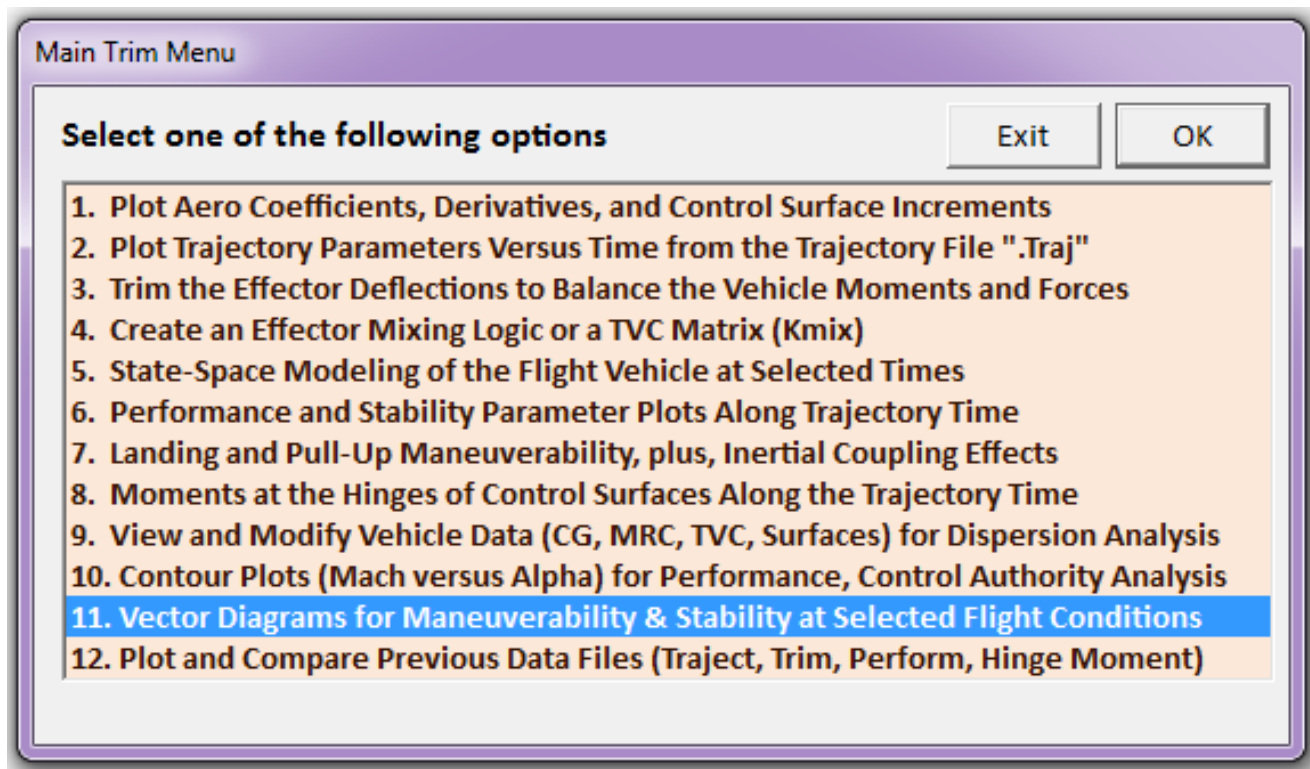 Main Trim Menu
Select one of the following options
Exit
OK
1. Plot Aero Coefficients, Derivatives, and Control Surface Increments
2. Plot Trajectory Parameters Versus Time from the Trajectory File ".Traj"
3. Trim the Effector Deflections to Balance the Vehicle Moments and Forces
4. Create an Effector Mixing Logic or a TVC Matrix (Kmix)
5. State-Space Modeling of the Flight Vehicle at Selected Times
6. Performance and Stability Parameter Plots Along Trajectory Time
7. Landing and Pull-Up Maneuverability, plus, Inertial Coupling Effects
8. Moments at the Hinges of Control Surfaces Along the Trajectory Time
9. View and Modify Vehicle Data (CG, MRC, TVC, Surfaces) for Dispersion Analysis
10. Contour Plots (Mach versus Alpha) for Performance, Control Authority Analysis
11. Vector Diagrams for Maneuverability & Stability at Selected Flight Conditions
12. Plot and Compare Previous Data Files (Traject, Trim, Perform, Hinge Moment)